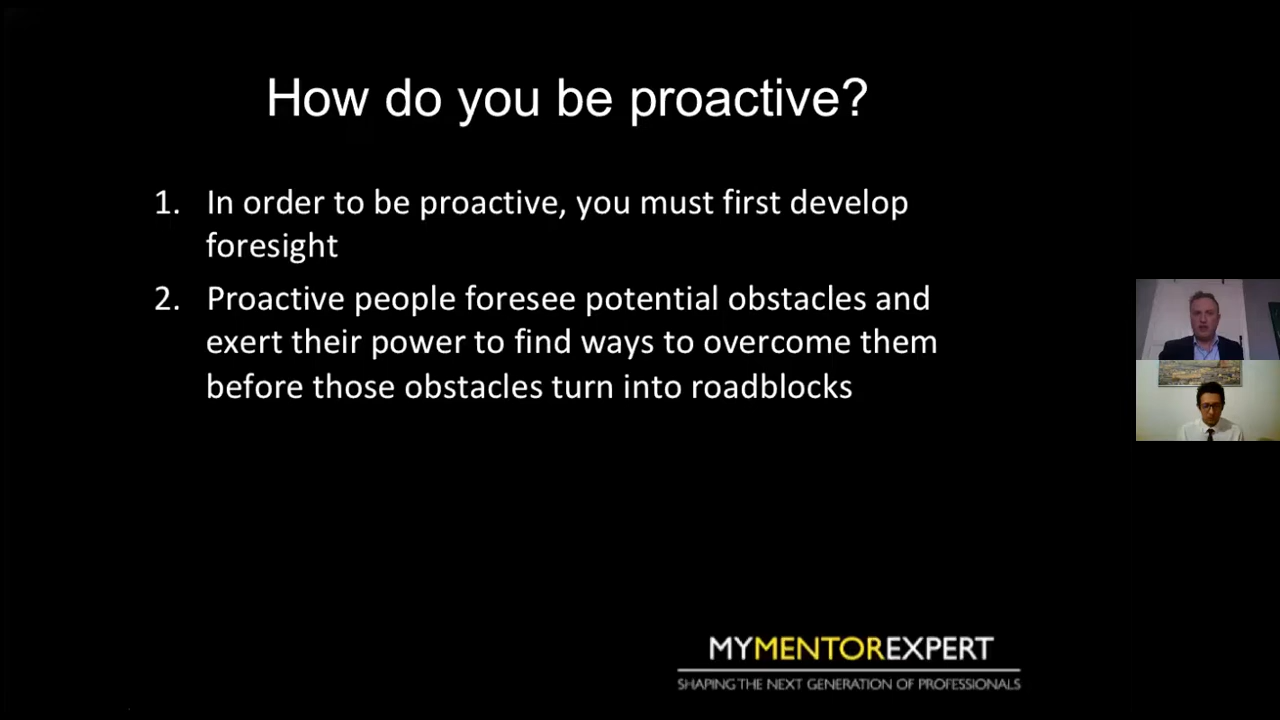 How do you be proactive?
1. In order to be proactive, you must first develop
foresight
2. Proactive people foresee potential obstacles and
exert their power to find ways to overcome them
before those obstacles turn into roadblocks
MYMENTOREXPERT
SHAPING THE NEXT GENERATION OF PROFESSIONALS